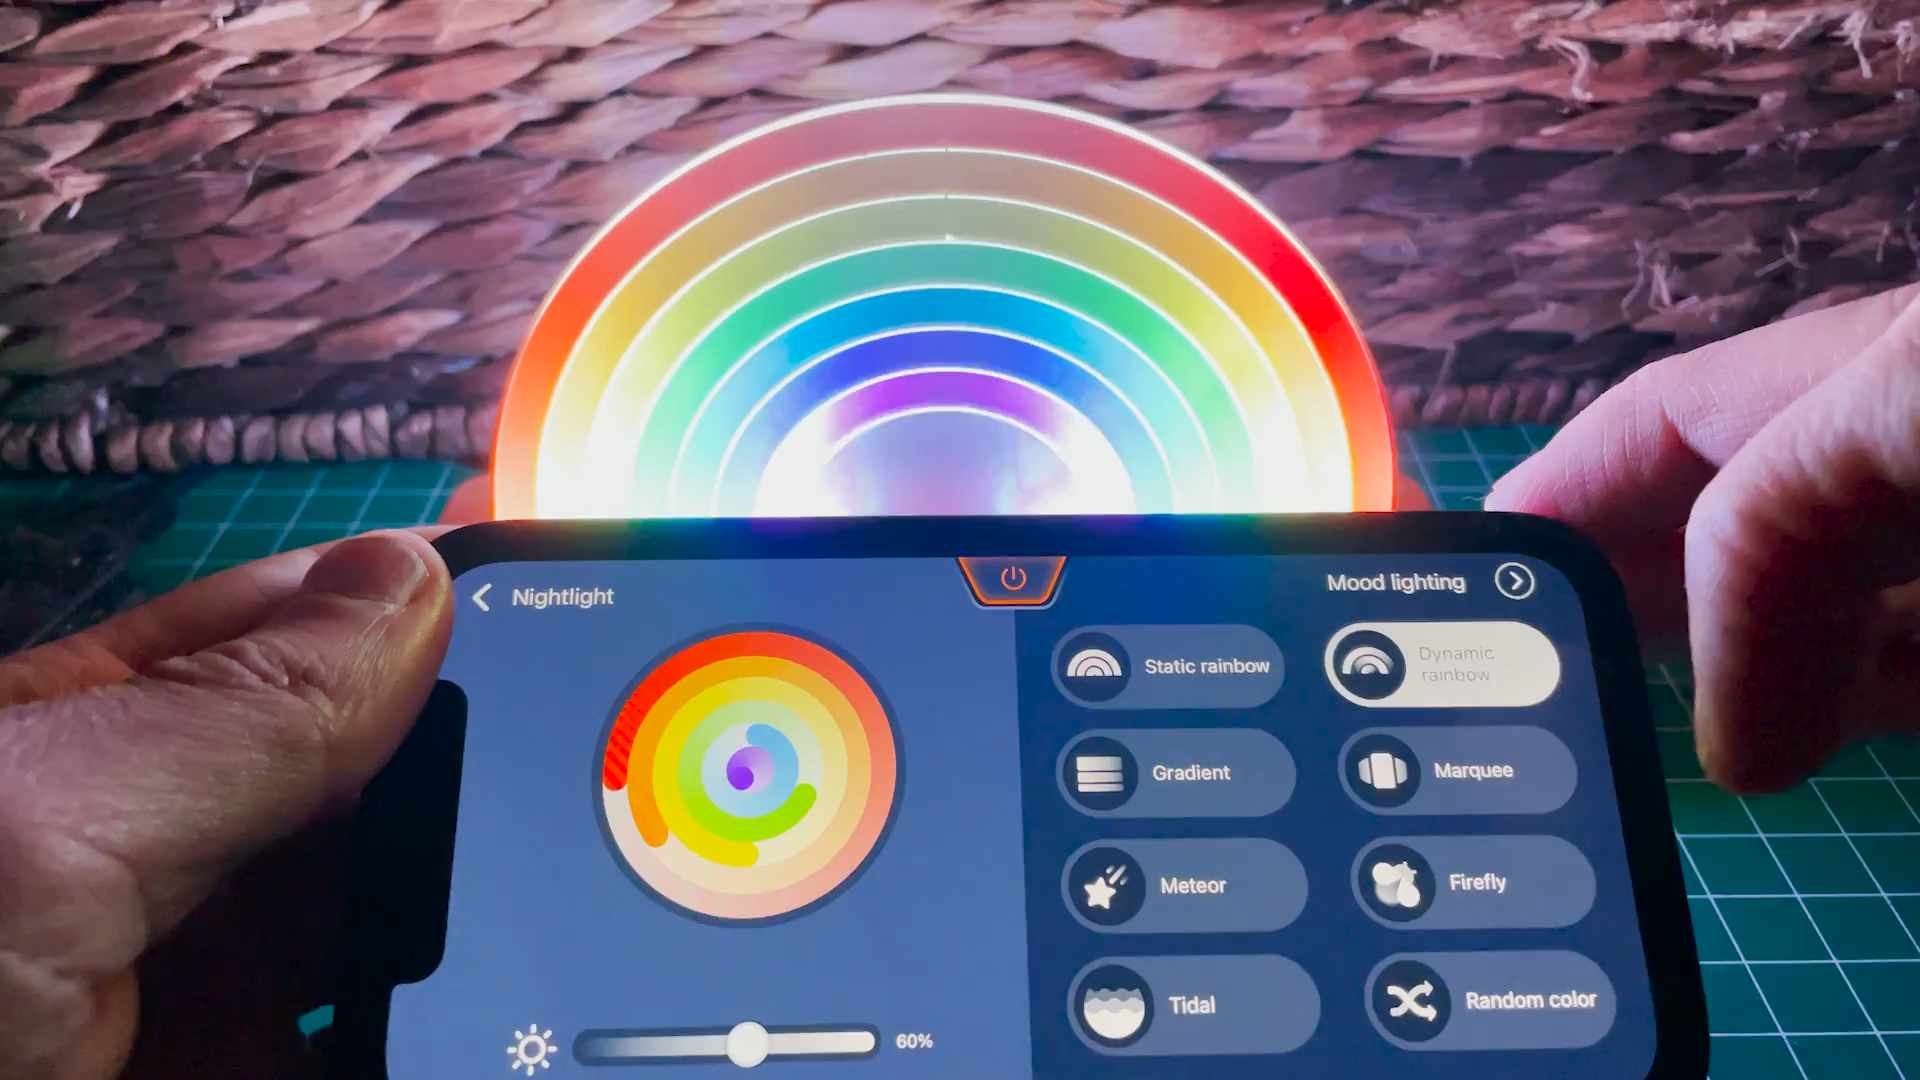 Nightlight
Mood lighting
Static rainbow
Dynamic
rainbow
Gradient
Marquee
Meteor
Firefly
Tidal
Random color
60%